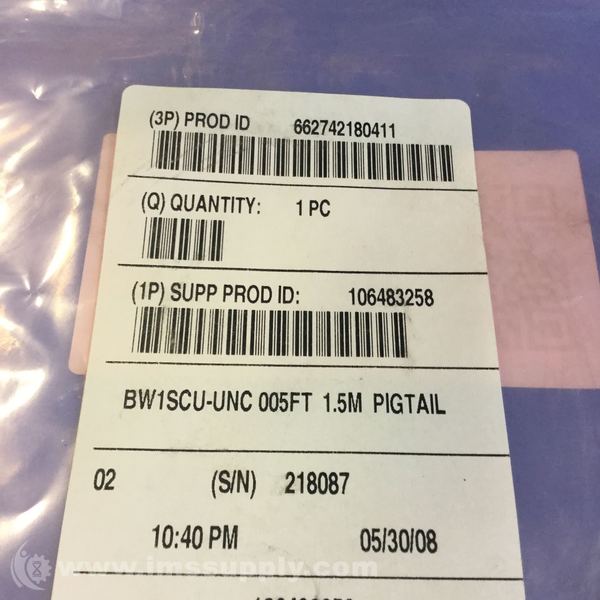 (3P) PROD ID 662742180411
(Q) QUANTITY: 1 PC
(1P) SUPP PROD ID: 106483258
BW1SCU-UNC 005FT 1.5M PIGTAIL
02 (S/N) 218087
10:40 PM 05/30/08
www.imssupply.com